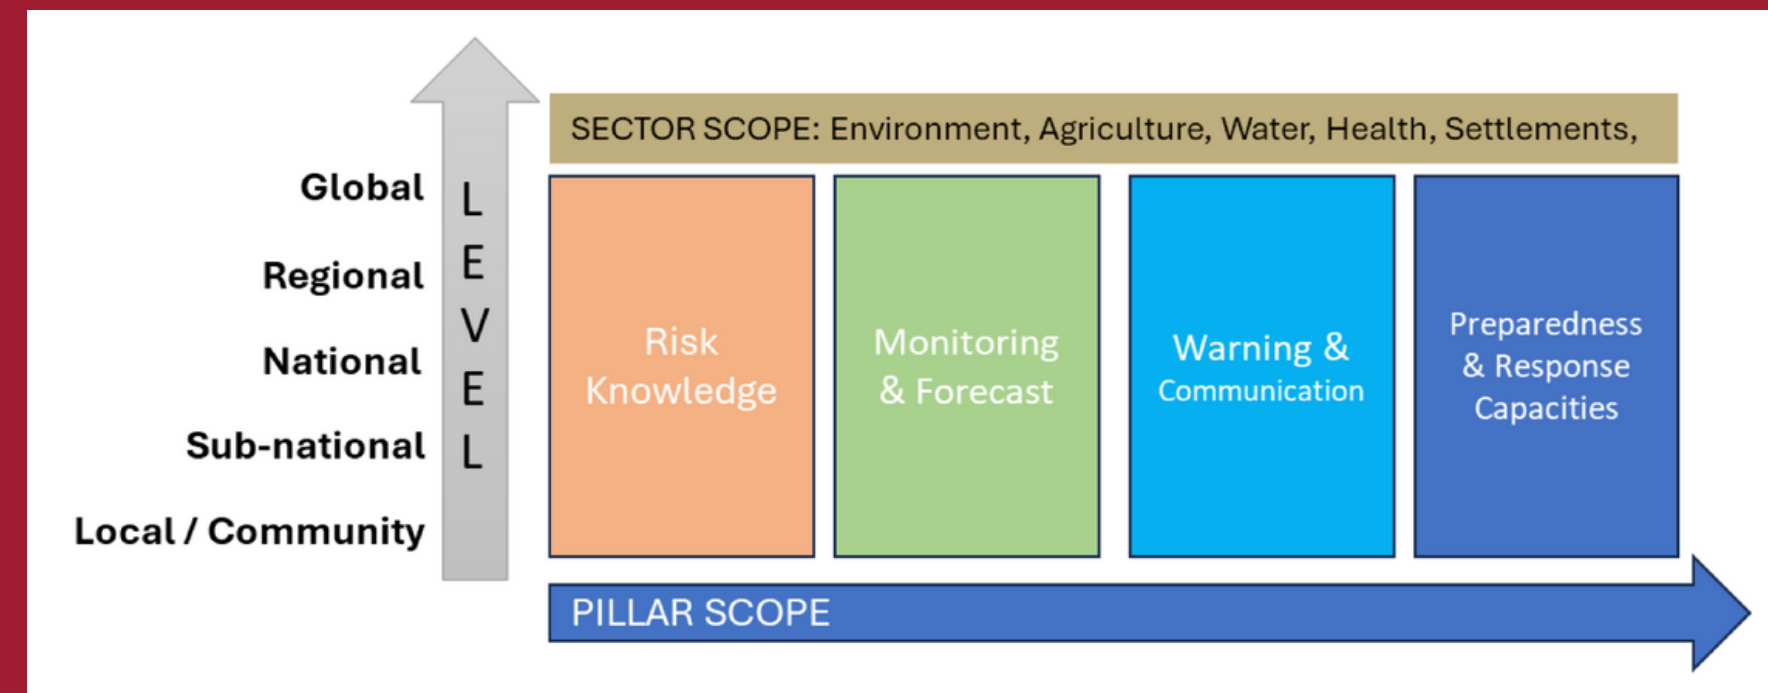 SECTOR SCOPE: Environment, Agriculture, Water, Health, Settlements,
Global
Regional
National
Sub-national
Local / Community
L
E
V
E
L
Risk
Knowledge
Monitoring
& Forecast
Warning &
Communication
Preparedness
& Response
Capacities
PILLAR SCOPE